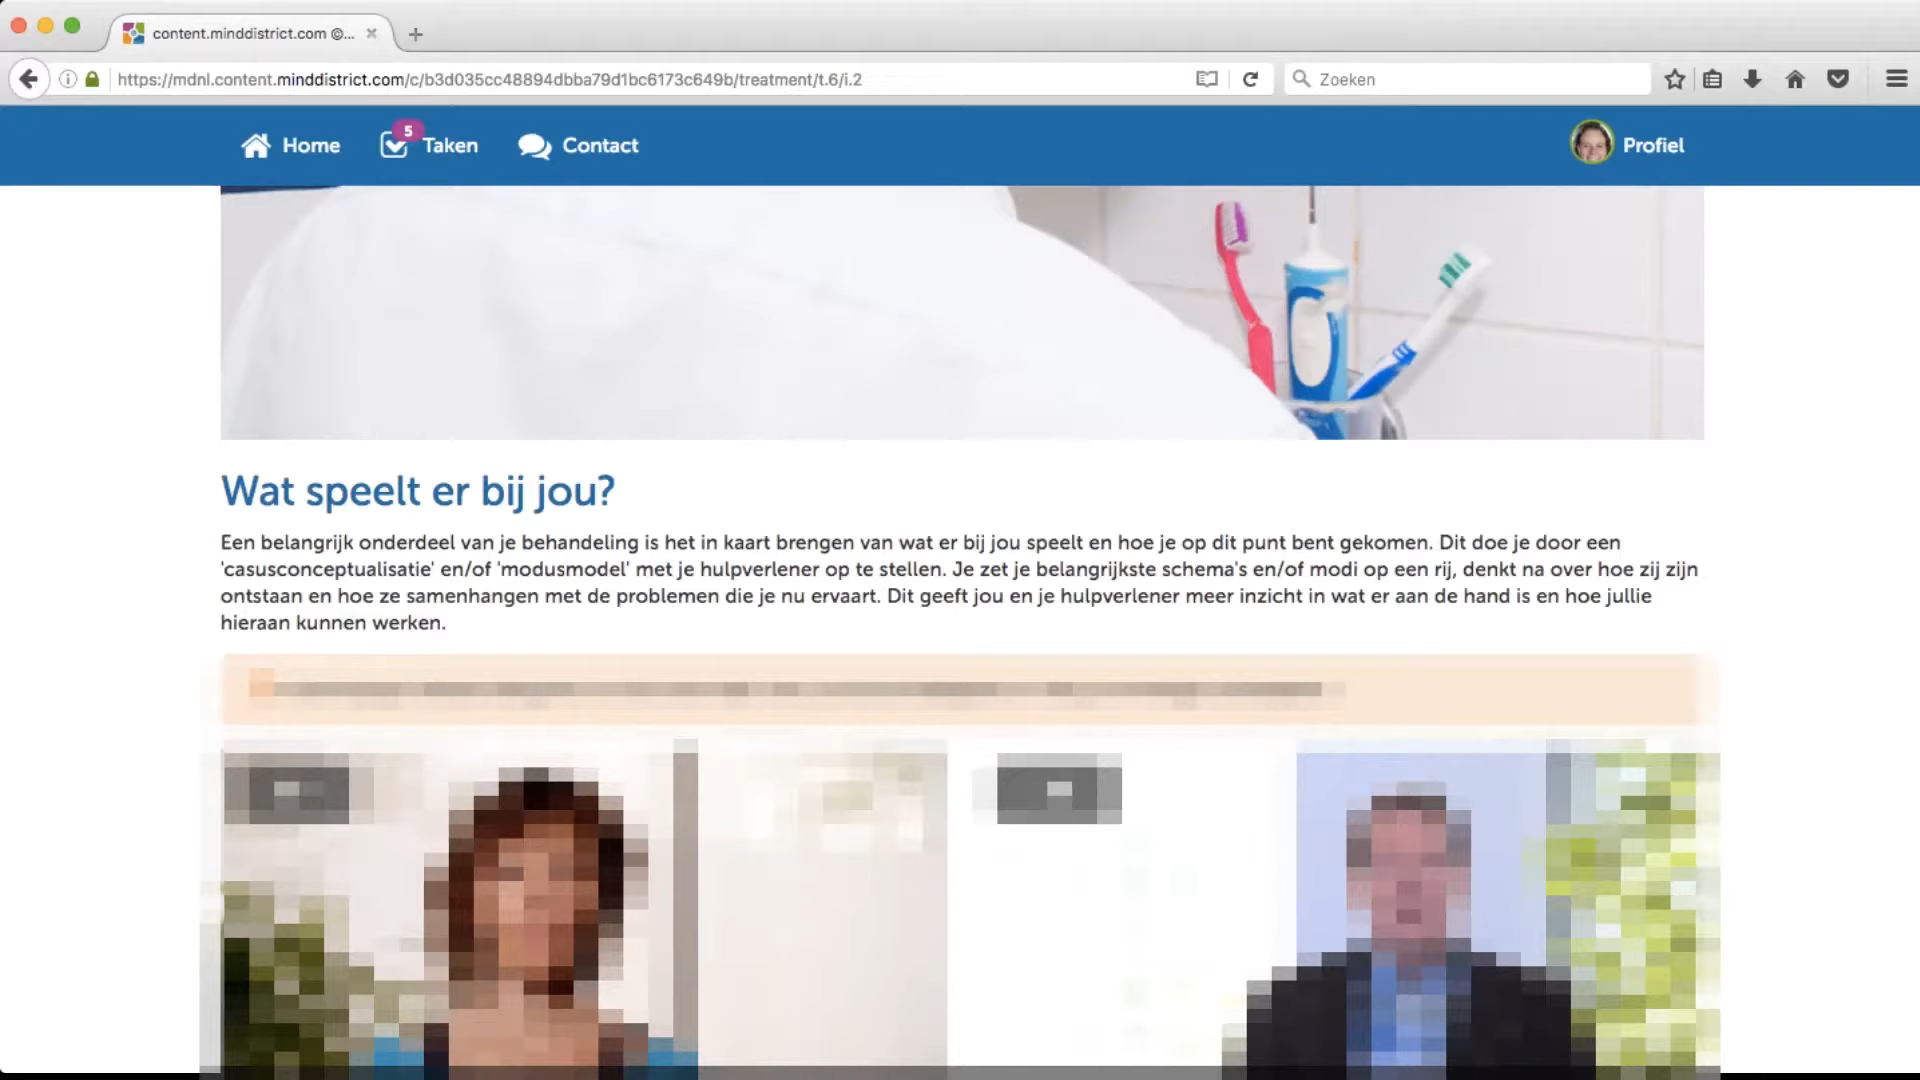 content.minddistrict.com @...
https://mdnl.content.minddistrict.com/c/b3d035cc48894dbba79d1bc6173c649b/treatment/t.6/i.2
Zoeken
Home
5
Taken
Contact
Profiel
Wat speelt er bij jou?
Een belangrijk onderdeel van je behandeling is het in kaart brengen van wat er bij jou speelt en hoe je op dit punt bent gekomen. Dit doe je door een
'casusconceptualisatie' en/of 'modusmodel' met je hulpverlener op te stellen. Je zet je belangrijkste schema's en/of modi op een rij, denkt na over hoe zij zijn
ontstaan en hoe ze samenhangen met de problemen die je nu ervaart. Dit geeft jou en je hulpverlener meer inzicht in wat er aan de hand is en hoe jullie
hieraan kunnen werken.